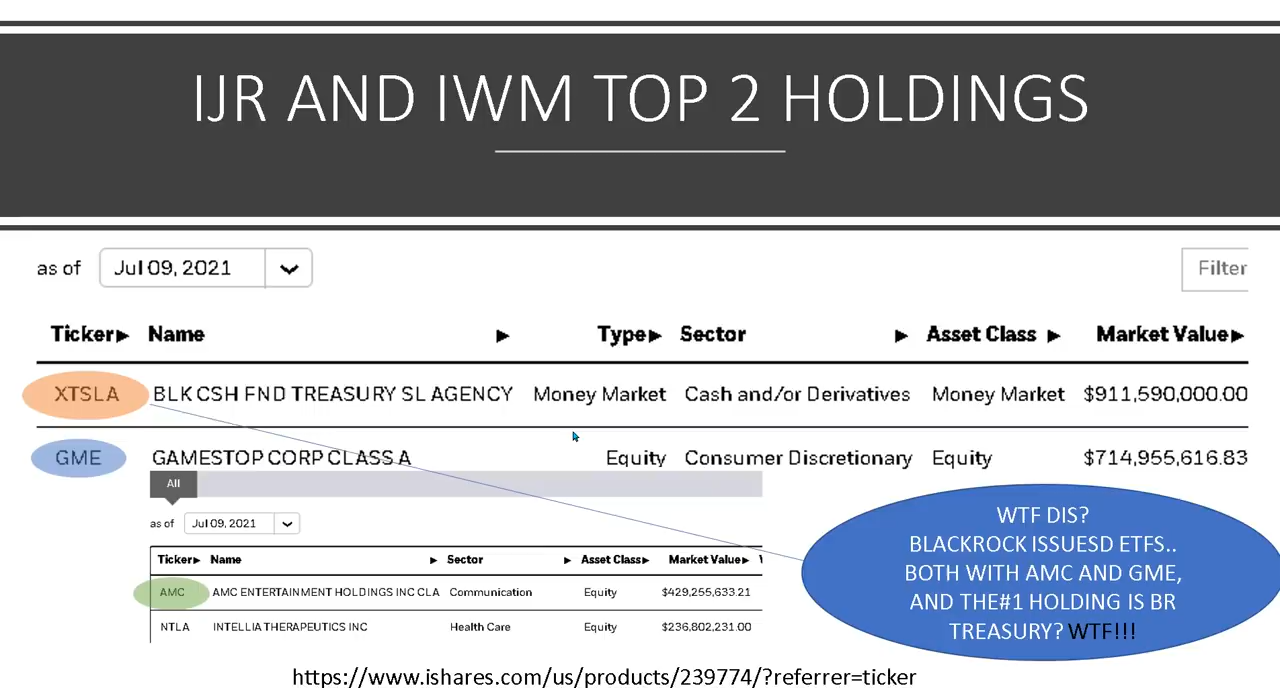 IJR AND IWM TOP 2 HOLDINGS
as of Jul 09, 2021 Filter
Ticker Name Type Sector Asset Class Market Value
XTSLA BLK CSH FND TREASURY SL AGENCY Money Market Cash and/or Derivatives Money Market $911,590,000.00
GME GAMESTOP CORP CLASS A Equity Consumer Discretionary Equity $714,955,616.83
All
as of Jul 09, 2021
Ticker Name Sector Asset Class Market Value
AMC AMC ENTERTAINMENT HOLDINGS INC CLA Communication Equity $429,255,633.21
NTLA INTELLIA THERAPEUTICS INC Health Care Equity $236,802,231.00
WTF DIS?
BLACKROCK ISSUESD ETFS..
BOTH WITH AMC AND GME,
AND THE#1 HOLDING IS BR
TREASURY? WTF!!!
https://www.ishares.com/us/products/239774/?referrer=ticker